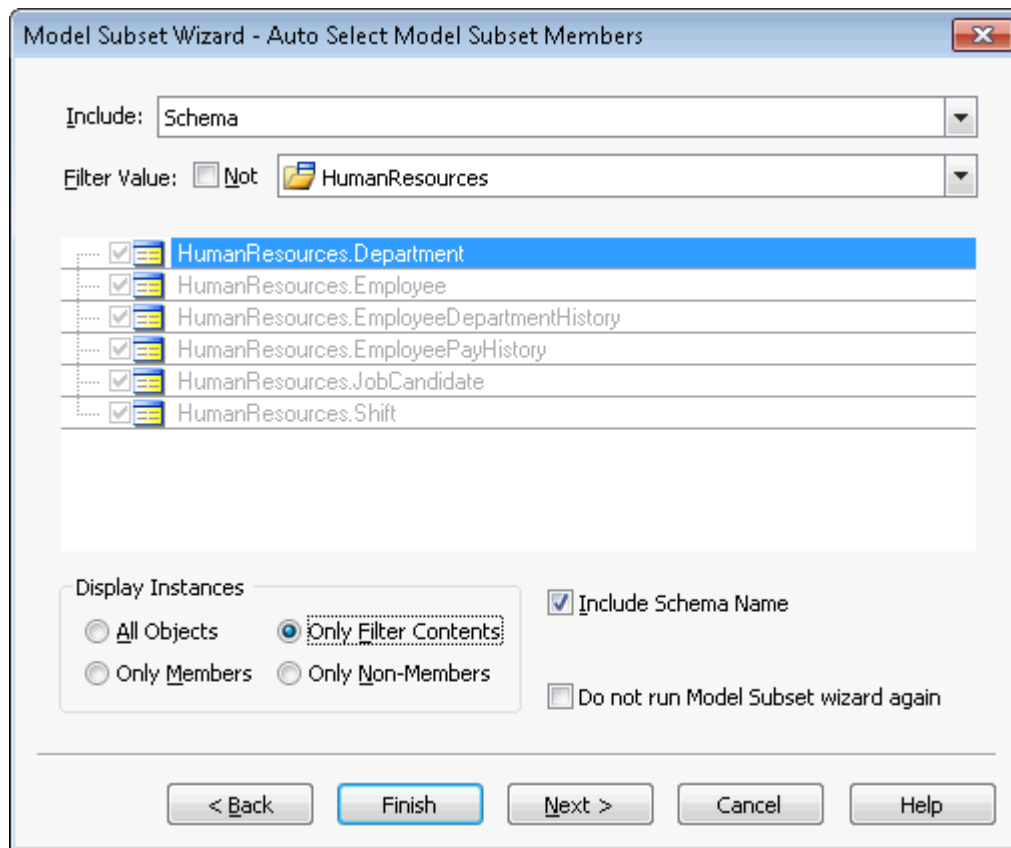 Model Subset Wizard - Auto Select Model Subset Members
Include: Schema
Filter Value: Not HumanResources
HumanResources.Department
HumanResources.Employee
HumanResources.EmployeeDepartmentHistory
HumanResources.EmployeePayHistory
HumanResources.JobCandidate
HumanResources.Shift
Display Instances
All Objects Only Filter Contents
Only Members Only Non-Members
Include Schema Name
Do not run Model Subset wizard again
< Back Finish Next > Cancel Help